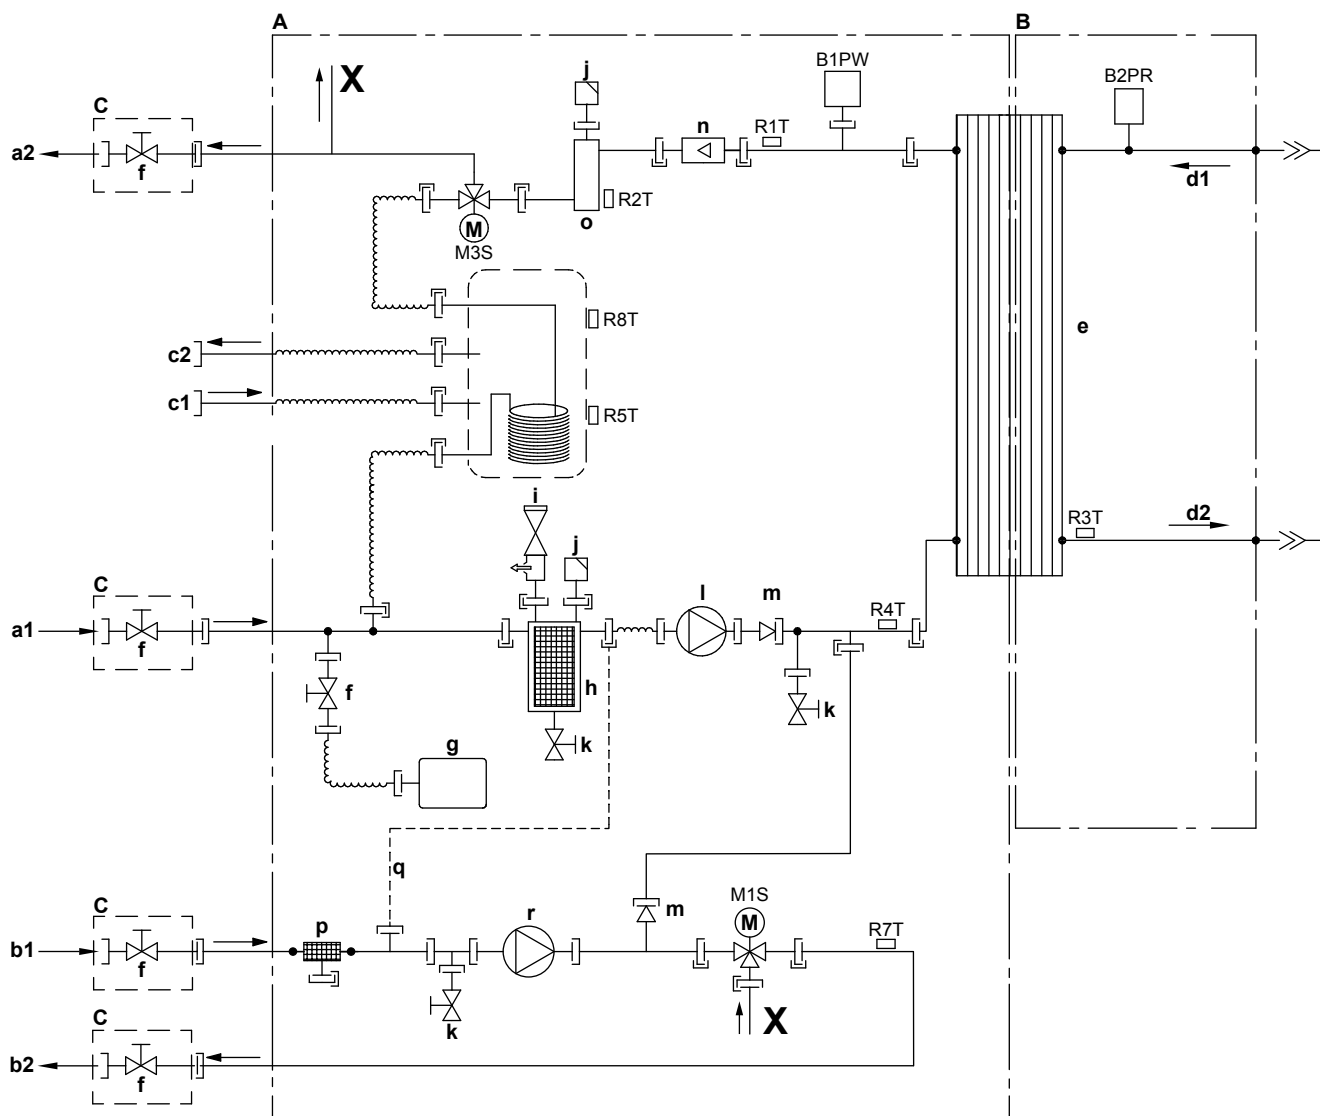 A
B
X
j
B1PW
B2PR
C
n
R1T
a2
f
d1
R2T
o
M
M3S
R8T
e
c2
c1
R5T
i
d2
R3T
j
C
l
m
R4T
a1
f
f
h
k
k
g
q
M1S
C
p
r
m
M
R7T
b1
f
X
C
k
b2
f